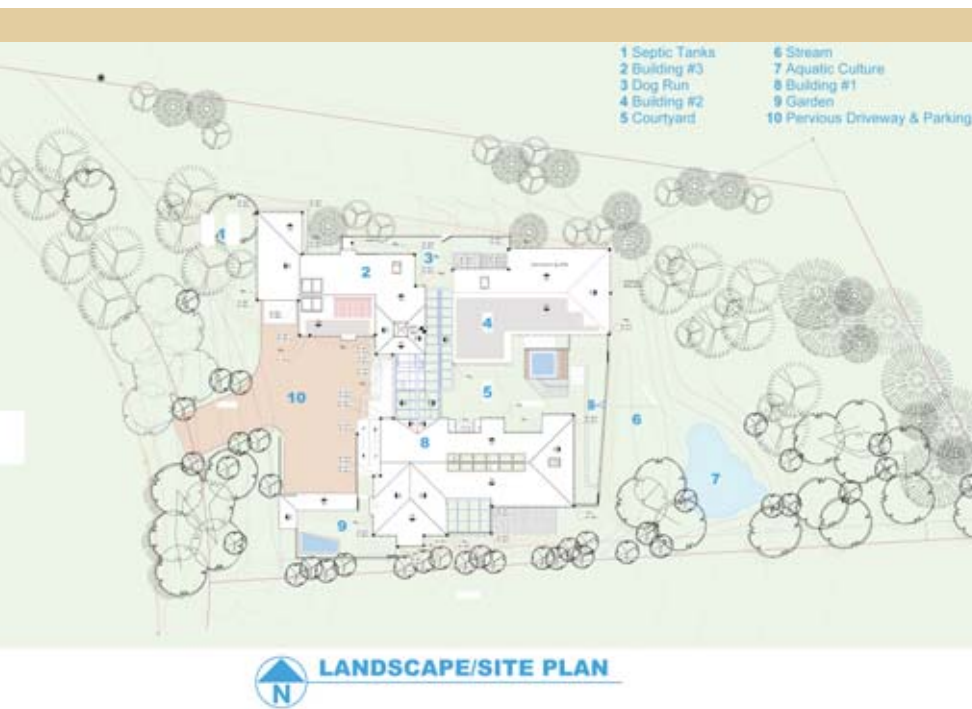 1 Septic Tanks
2 Building #3
3 Dog Run
4 Building #2
5 Courtyard
6 Stream
7 Aquatic Culture
8 Building #1
9 Garden
10 Pervious Driveway & Parking
1
2
3
4
5
6
7
8
9
10
N
LANDSCAPE/SITE PLAN